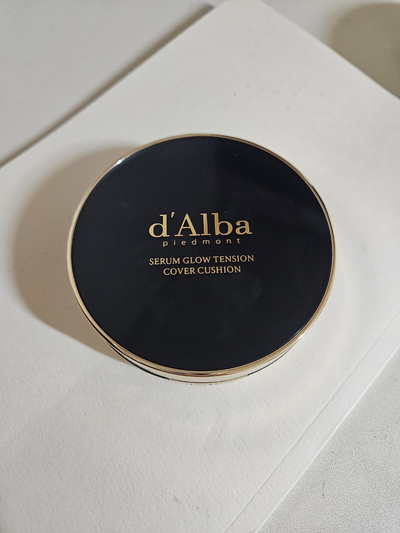 d'Alba
piedmont
SERUM GLOW TENSION
COVER CUSHION